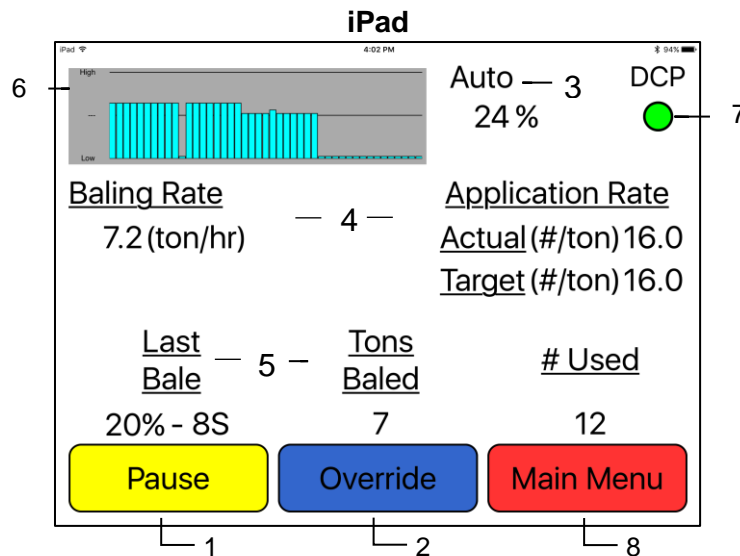 iPad
iPad 4:02 PM 94%
6 High Auto 3 DCP
24 % 7
Low
Baling Rate 4 Application Rate
7.2 (ton/hr) Actual (#/ton) 16.0
Target (#/ton) 16.0
Last 5 Tons # Used
Bale Baled
20% - 8S 7 12
Pause Override Main Menu
1 2 8